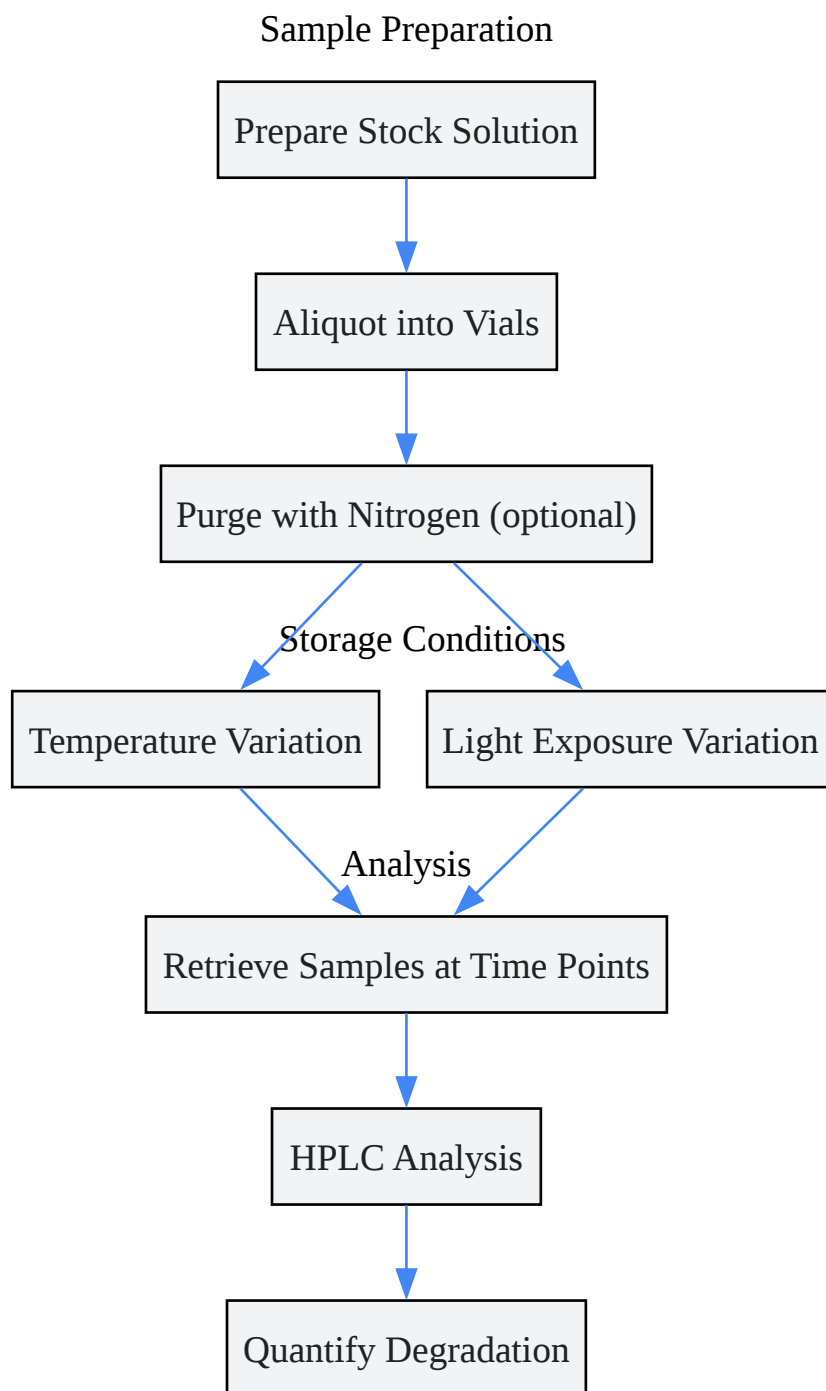 Sample Preparation
Prepare Stock Solution
Aliquot into Vials
Purge with Nitrogen (optional)
Storage Conditions
Temperature Variation
Light Exposure Variation
Analysis
Retrieve Samples at Time Points
HPLC Analysis
Quantify Degradation